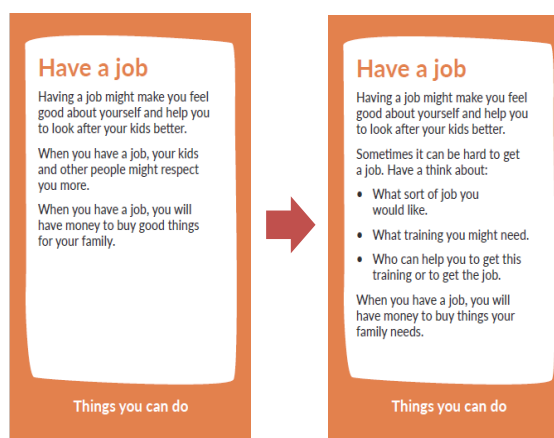 Have a job
Having a job might make you feel
good about yourself and help you
to look after your kids better.
When you have a job, your kids
and other people might respect
you more.
When you have a job, you will
have money to buy good things
for your family.
Things you can do
Have a job
Having a job might make you feel
good about yourself and help you
to look after your kids better.
Sometimes it can be hard to get
a job. Have a think about:
• What sort of job you
would like.
• What training you might need.
• Who can help you to get this
training or to get the job.
When you have a job, you will
have money to buy things your
family needs.
Things you can do